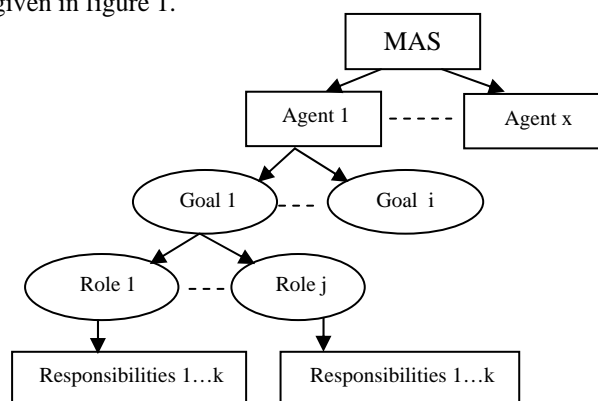 given in figure 1.
MAS
Agent 1
Agent x
Goal 1
Goal i
Role 1
Role j
Responsibilities 1…k
Responsibilities 1…k